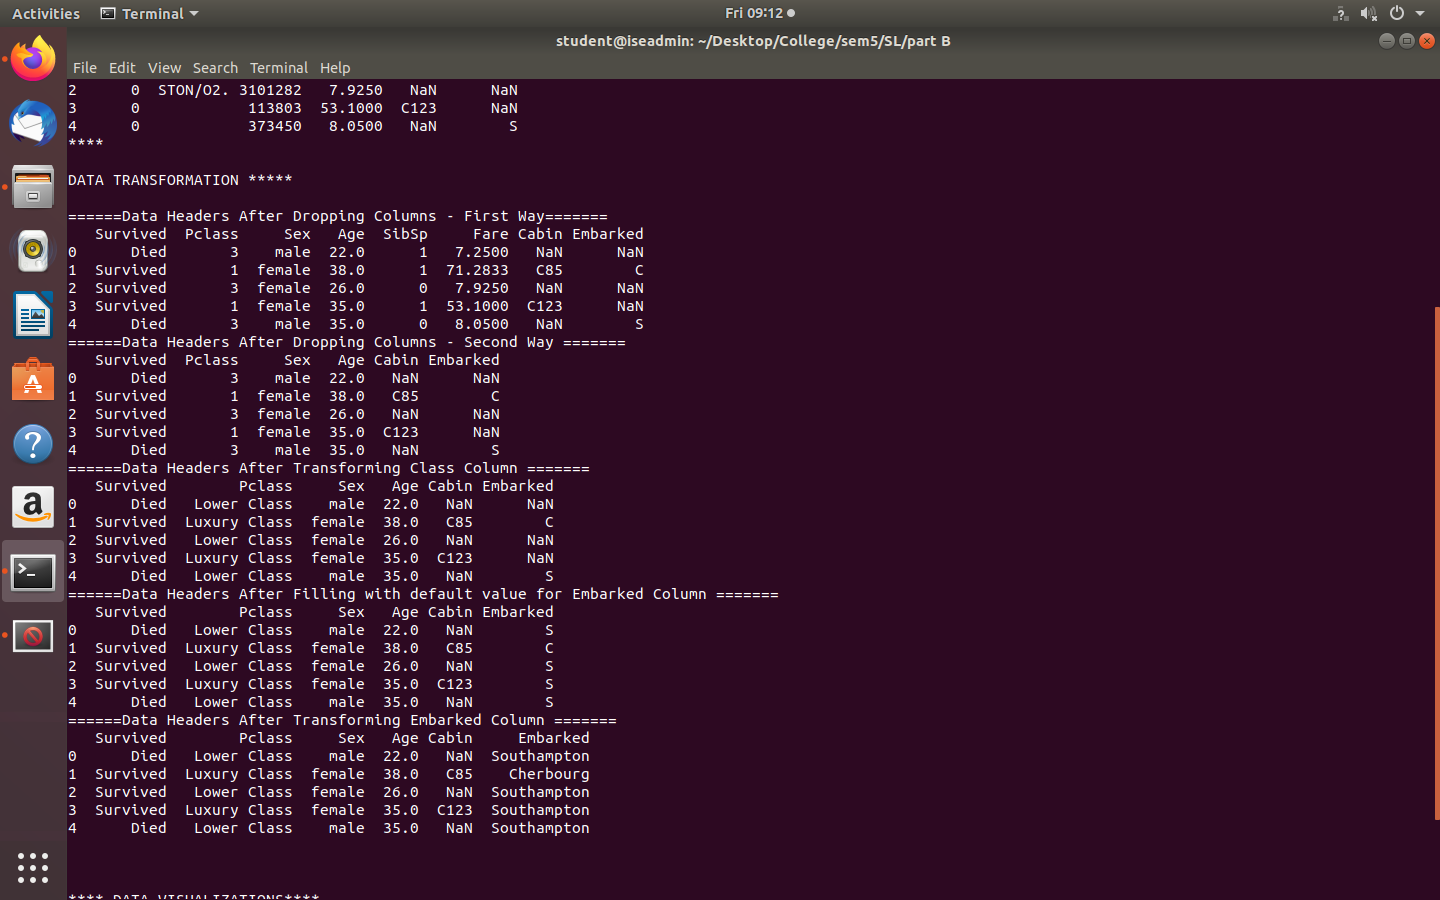 Activities Terminal Fri 09:12
student@iseadmin: ~/Desktop/College/sem5/SL/part B
File Edit View Search Terminal Help
2      0  STON/O2. 3101282   7.9250   NaN      NaN
3      0            113803  53.1000  C123      NaN
4      0            373450   8.0500   NaN        S
****
DATA TRANSFORMATION *****
======Data Headers After Dropping Columns - First Way=======
   Survived  Pclass     Sex   Age  SibSp     Fare Cabin Embarked
0      Died       3    male  22.0      1   7.2500   NaN      NaN
1  Survived       1  female  38.0      1  71.2833   C85        C
2  Survived       3  female  26.0      0   7.9250   NaN      NaN
3  Survived       1  female  35.0      1  53.1000  C123      NaN
4      Died       3    male  35.0      0   8.0500   NaN        S
======Data Headers After Dropping Columns - Second Way =======
   Survived  Pclass     Sex   Age Cabin Embarked
0      Died       3    male  22.0   NaN      NaN
1  Survived       1  female  38.0   C85        C
2  Survived       3  female  26.0   NaN      NaN
3  Survived       1  female  35.0  C123      NaN
4      Died       3    male  35.0   NaN        S
======Data Headers After Transforming Class Column =======
   Survived        Pclass     Sex   Age Cabin Embarked
0      Died   Lower Class    male  22.0   NaN      NaN
1  Survived  Luxury Class  female  38.0   C85        C
2  Survived   Lower Class  female  26.0   NaN      NaN
3  Survived  Luxury Class  female  35.0  C123      NaN
4      Died   Lower Class    male  35.0   NaN        S
======Data Headers After Filling with default value for Embarked Column =======
   Survived        Pclass     Sex   Age Cabin Embarked
0      Died   Lower Class    male  22.0   NaN        S
1  Survived  Luxury Class  female  38.0   C85        C
2  Survived   Lower Class  female  26.0   NaN        S
3  Survived  Luxury Class  female  35.0  C123        S
4      Died   Lower Class    male  35.0   NaN        S
======Data Headers After Transforming Embarked Column =======
   Survived        Pclass     Sex   Age Cabin     Embarked
0      Died   Lower Class    male  22.0   NaN  Southampton
1  Survived  Luxury Class  female  38.0   C85    Cherbourg
2  Survived   Lower Class  female  26.0   NaN  Southampton
3  Survived  Luxury Class  female  35.0  C123  Southampton
4      Died   Lower Class    male  35.0   NaN  Southampton
**** DATA VISUALIZATIONS****